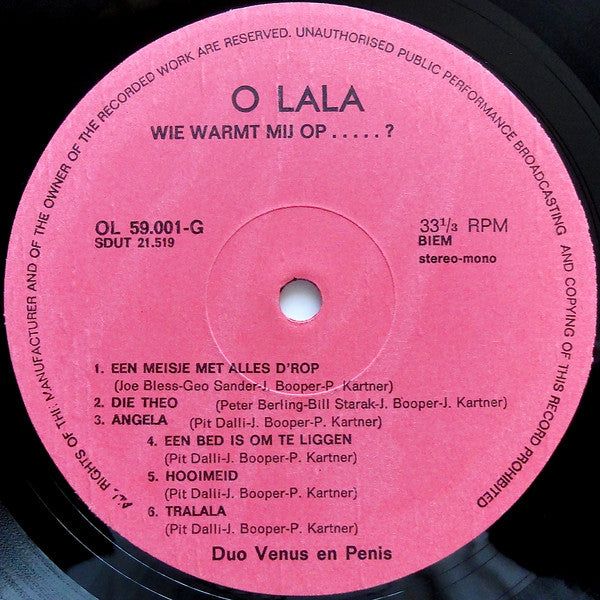 ALL RIGHTS OF THE MANUFACTURER AND OF THE OWNER OF THE RECORDED WORK ARE RESERVED. UNAUTHORISED PUBLIC PERFORMANCE BROADCASTING AND COPYING OF THIS RECORD PROHIBITED
O LALA
WIE WARMT MIJ OP.....?
OL 59.001-G
SDUT 21.519
33 1/3 RPM
BIEM
stereo-mono
1. EEN MEISJE MET ALLES D'ROP
(Joe Bless-Geo Sander-J. Booper-P. Kartner)
2. DIE THEO (Peter Berling-Bill Starak-J. Booper-J. Kartner)
3. ANGELA (Pit Dalli-J. Booper-P. Kartner)
4. EEN BED IS OM TE LIGGEN
(Pit Dalli-J. Booper-P. Kartner)
5. HOOIMEID
(Pit Dalli-J. Booper-P. Kartner)
6. TRALALA
(Pit Dalli-J. Booper-P. Kartner)
Duo Venus en Penis